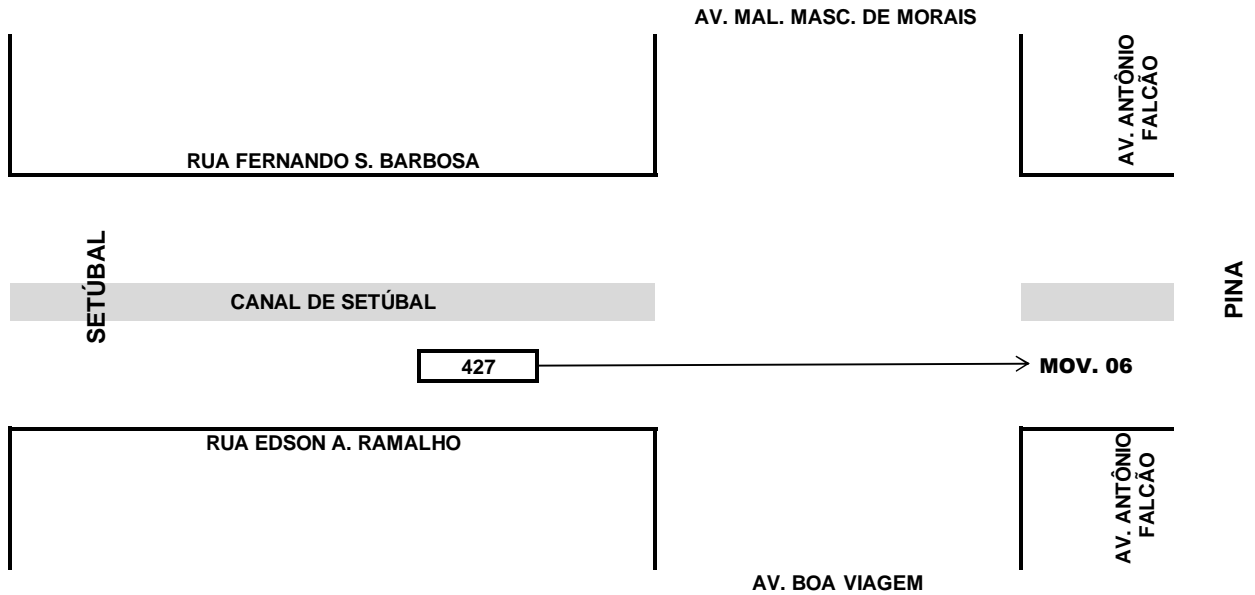 AV. MAL. MASC. DE MORAIS
AV. ANTÔNIO
FALCÃO
RUA FERNANDO S. BARBOSA
SETÚBAL
CANAL DE SETÚBAL
PINA
427
MOV. 06
RUA EDSON A. RAMALHO
AV. ANTÔNIO
FALCÃO
AV. BOA VIAGEM